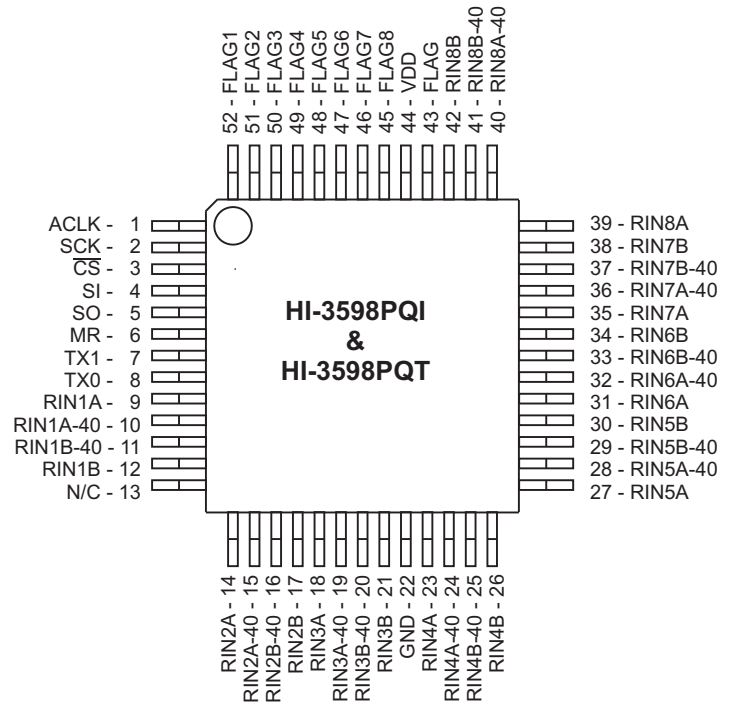 52 - FLAG1
51 - FLAG2
50 - FLAG3
49 - FLAG4
48 - FLAG5
47 - FLAG6
46 - FLAG7
45 - FLAG8
44 - VDD
43 - FLAG
42 - RIN8B
41 - RIN8B-40
40 - RIN8A-40
ACLK - 1
SCK - 2
CS - 3
SI - 4
SO - 5
MR - 6
TX1 - 7
TX0 - 8
RIN1A - 9
RIN1A-40 - 10
RIN1B-40 - 11
RIN1B - 12
N/C - 13
HI-3598PQI
&
HI-3598PQT
39 - RIN8A
38 - RIN7B
37 - RIN7B-40
36 - RIN7A-40
35 - RIN7A
34 - RIN6B
33 - RIN6B-40
32 - RIN6A-40
31 - RIN6A
30 - RIN5B
29 - RIN5B-40
28 - RIN5A-40
27 - RIN5A
RIN2A - 14
RIN2A-40 - 15
RIN2B-40 - 16
RIN2B - 17
RIN3A - 18
RIN3A-40 - 19
RIN3B-40 - 20
RIN3B - 21
GND - 22
RIN4A - 23
RIN4A-40 - 24
RIN4B-40 - 25
RIN4B - 26